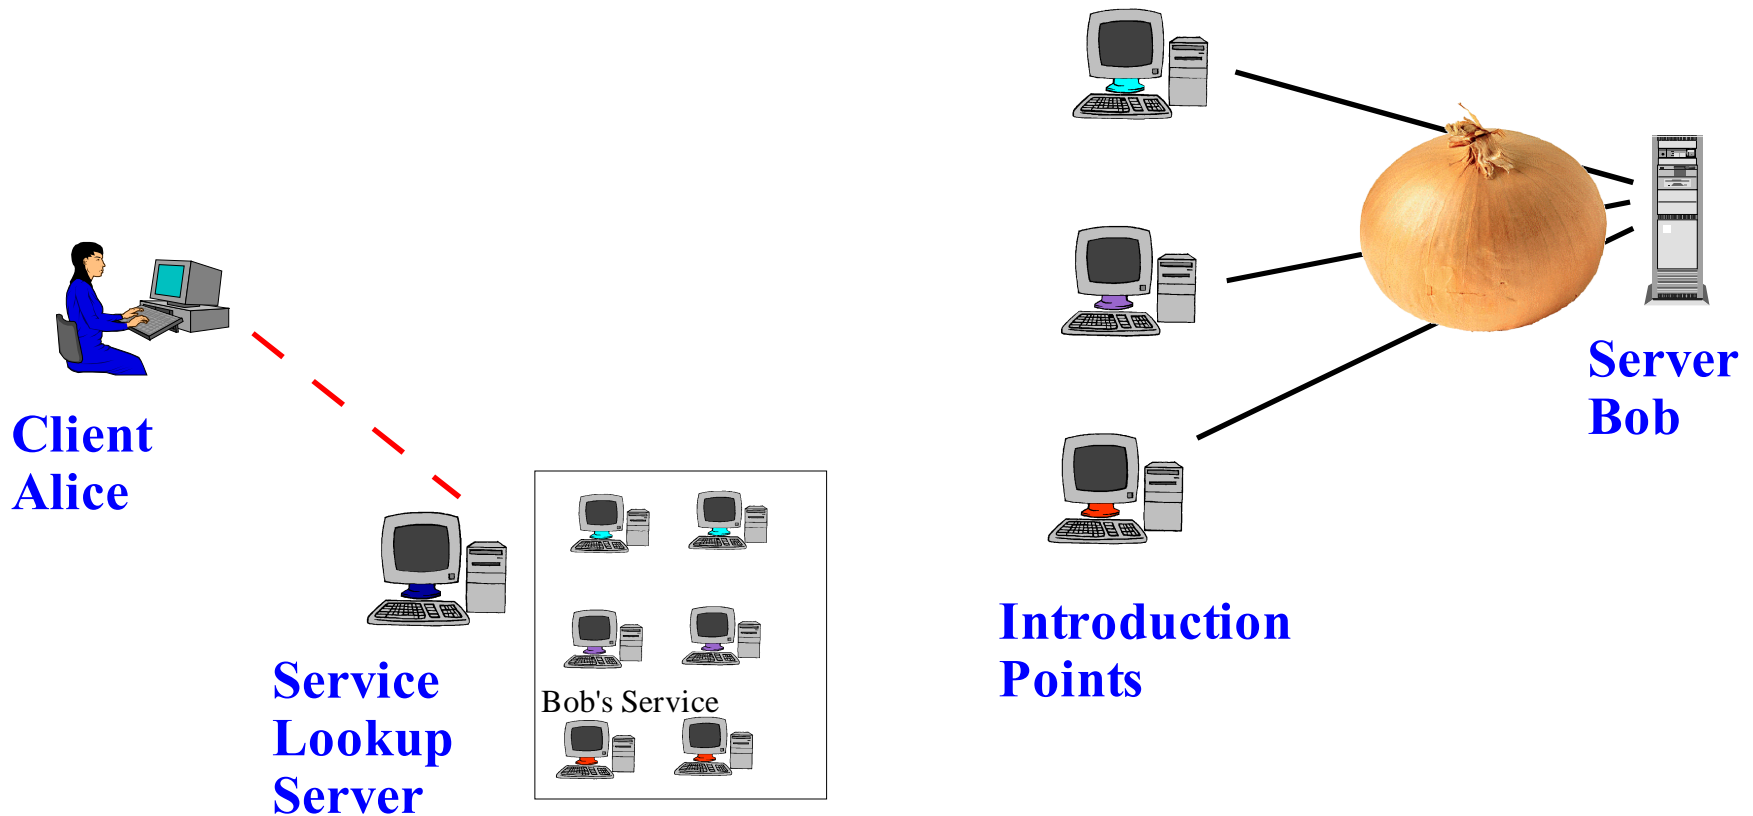 Client
Alice
Service
Lookup
Server
Bob's Service
Introduction
Points
Server
Bob